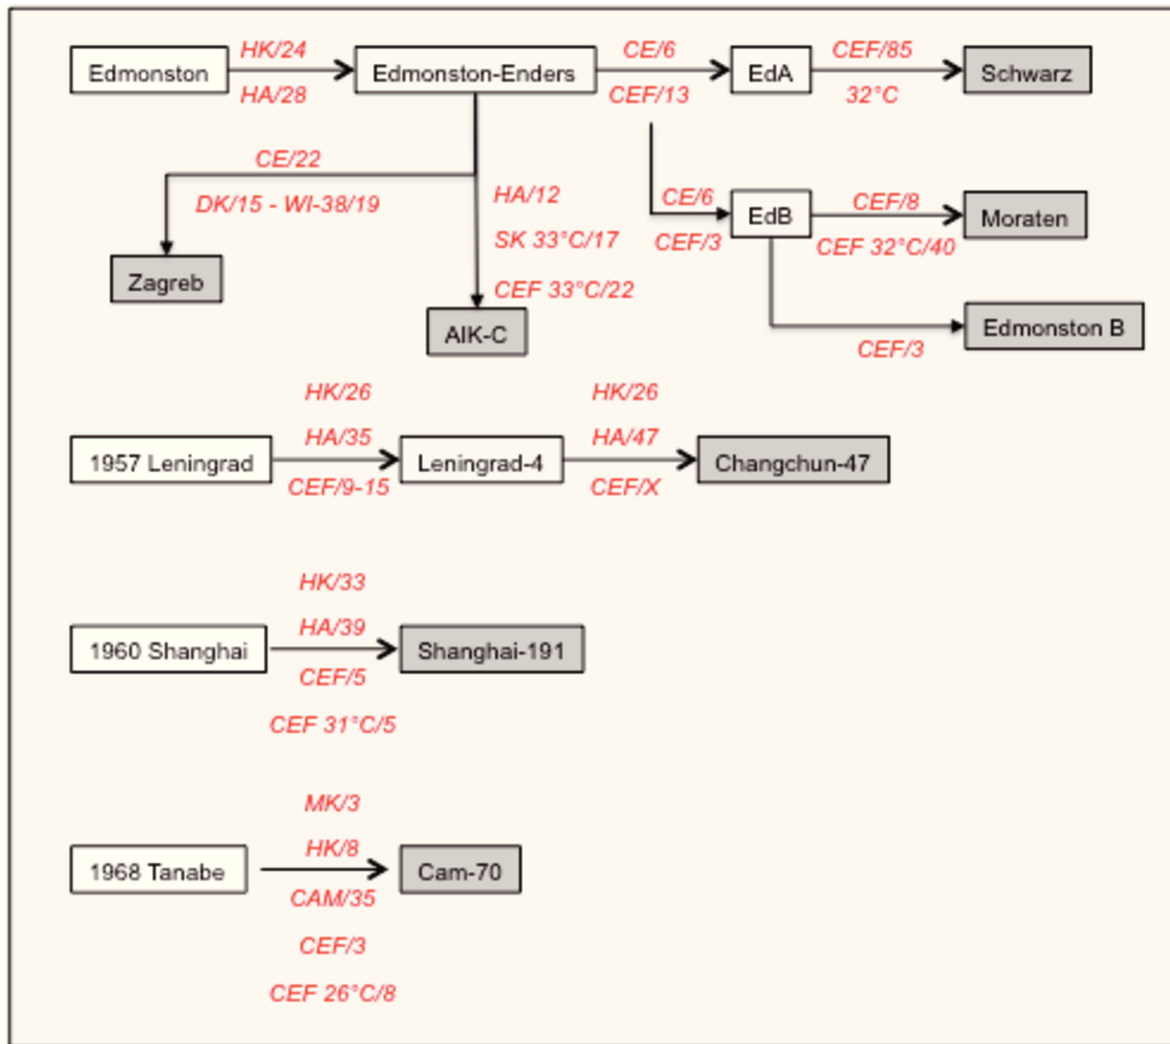 HK/24
CE/6
CEF/85
Edmonston
Edmonston-Enders
EdA
Schwarz
HA/28
CEF/13
32°C
CE/22
DK/15 - WI-38/19
HA/12
SK 33°C/17
CEF 33°C/22
CE/6
CEF/8
EdB
Moraten
CEF/3
CEF 32°C/40
Zagreb
AIK-C
Edmonston B
CEF/3
HK/26
HK/26
HA/35
HA/47
1957 Leningrad
Leningrad-4
Changchun-47
CEF/9-15
CEF/X
HK/33
HA/39
1960 Shanghai
Shanghai-191
CEF/5
CEF 31°C/5
MK/3
HK/8
1968 Tanabe
Cam-70
CAM/35
CEF/3
CEF 26°C/8